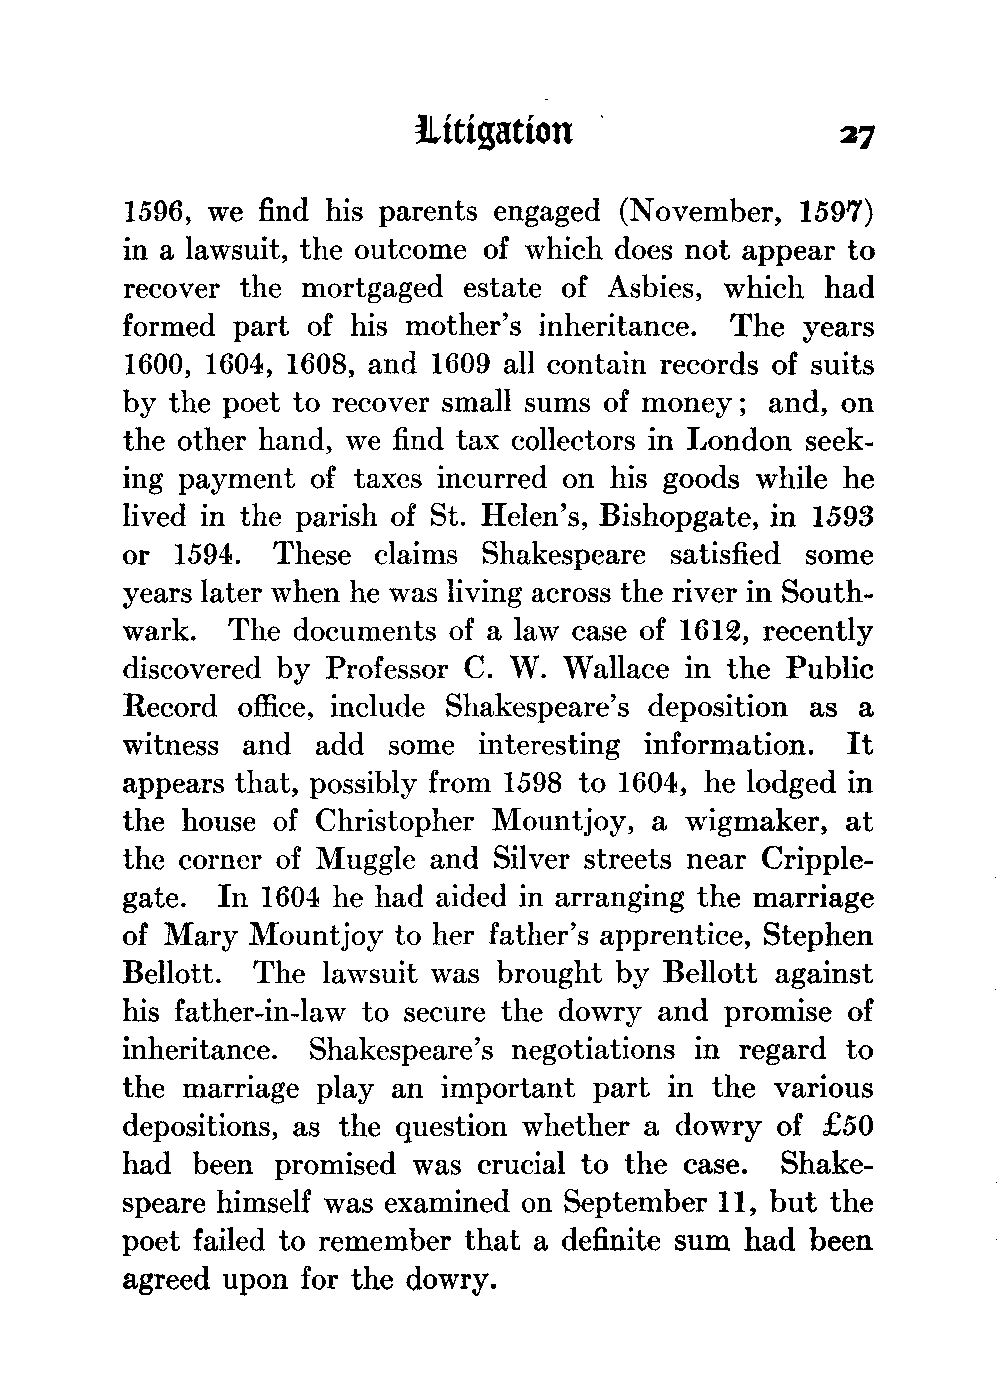 Litigation 27
1596, we find his parents engaged (November, 1597)
in a lawsuit, the outcome of which does not appear to
recover the mortgaged estate of Asbies, which had
formed part of his mother's inheritance. The years
1600, 1604, 1608, and 1609 all contain records of suits
by the poet to recover small sums of money; and, on
the other hand, we find tax collectors in London seek-
ing payment of taxes incurred on his goods while he
lived in the parish of St. Helen's, Bishopgate, in 1593
or 1594. These claims Shakespeare satisfied some
years later when he was living across the river in South-
wark. The documents of a law case of 1612, recently
discovered by Professor C. W. Wallace in the Public
Record office, include Shakespeare's deposition as a
witness and add some interesting information. It
appears that, possibly from 1598 to 1604, he lodged in
the house of Christopher Mountjoy, a wigmaker, at
the corner of Muggle and Silver streets near Cripple-
gate. In 1604 he had aided in arranging the marriage
of Mary Mountjoy to her father's apprentice, Stephen
Bellott. The lawsuit was brought by Bellott against
his father-in-law to secure the dowry and promise of
inheritance. Shakespeare's negotiations in regard to
the marriage play an important part in the various
depositions, as the question whether a dowry of £50
had been promised was crucial to the case. Shake-
speare himself was examined on September 11, but the
poet failed to remember that a definite sum had been
agreed upon for the dowry.